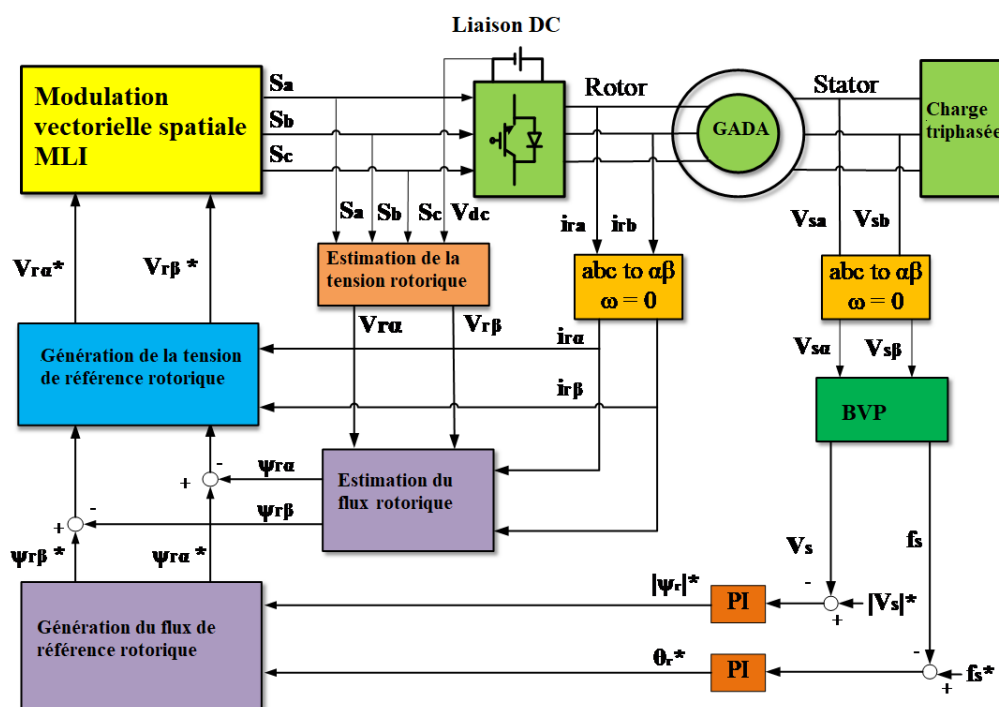 Liaison DC
Modulation
vectorielle spatiale
MLI
Sa
Sb
Sc
Rotor
GADA
Stator
Charge
triphasée
Sa Sb Sc Vdc
ira irb
Vsa Vsb
Vrα* Vrβ *
Estimation de la
tension rotorique
abc to αβ
ω = 0
abc to αβ
ω = 0
Vrα Vrβ
Vsα Vsβ
Génération de la tension
de référence rotorique
irα
irβ
BVP
Estimation du
flux rotorique
- ψrα
+
- ψrβ
+
ψrβ * ψrα *
Vs fs
Génération du flux de
référence rotorique
|ψr|*
PI
-
+
|Vs|*
θr*
PI
-
+
fs*